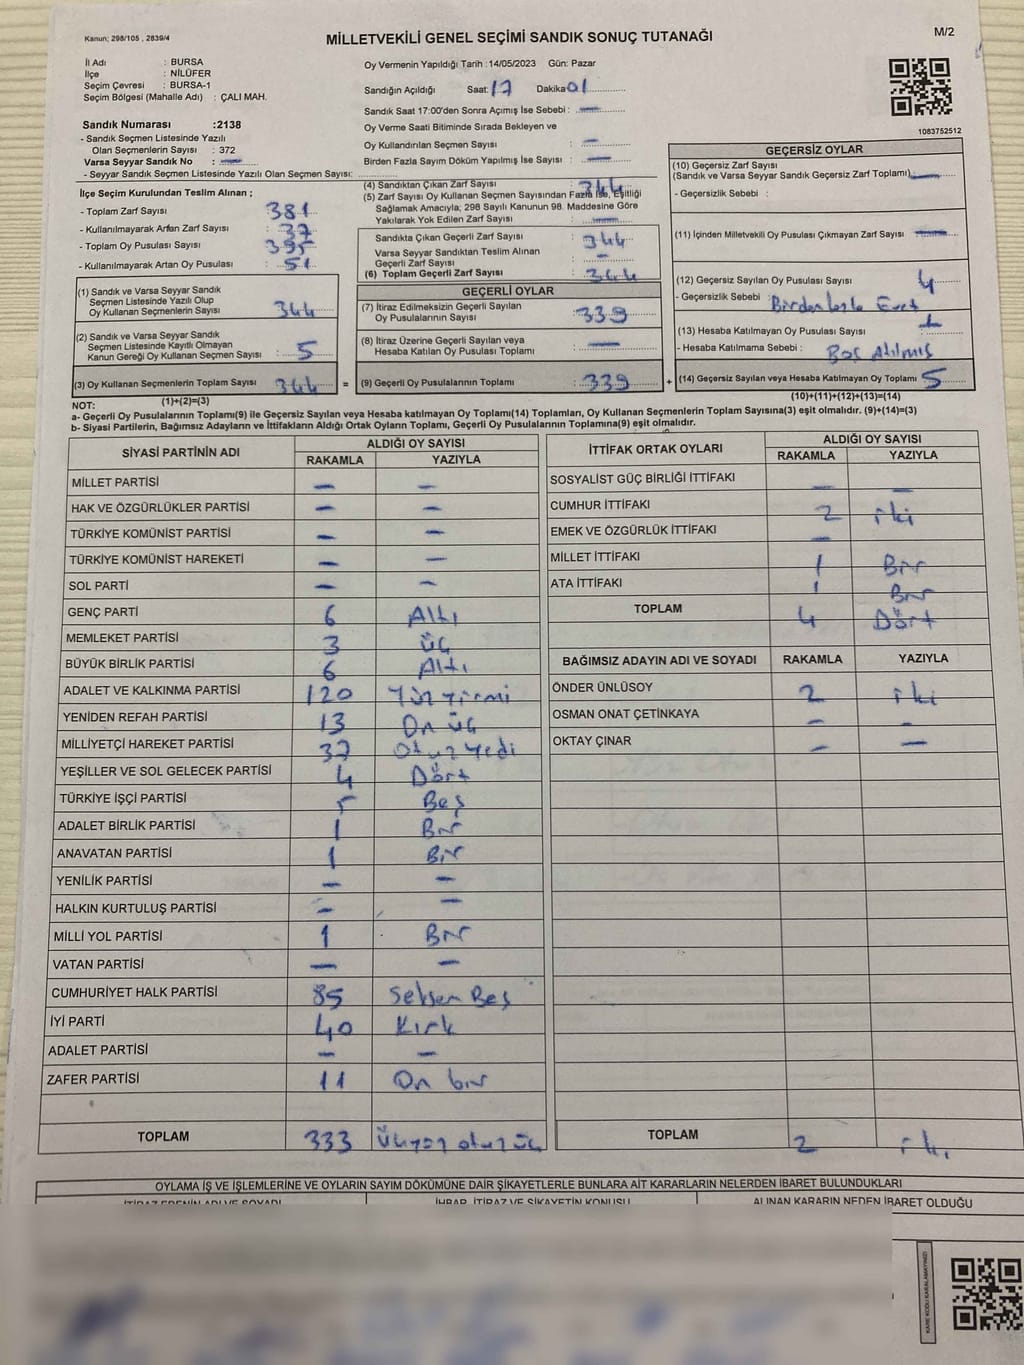 Kanun; 298/105 , 2839/4
MİLLETVEKİLİ GENEL SEÇİMİ SANDIK SONUÇ TUTANAĞI
M/2
İl Adı : BURSA
İlçe : NİLÜFER
Seçim Çevresi : BURSA-1
Seçim Bölgesi (Mahalle Adı) : ÇALI MAH.
Sandık Numarası :2138
- Sandık Seçmen Listesinde Yazılı
Olan Seçmenlerin Sayısı : 372
Varsa Seyyar Sandık No : —
- Seyyar Sandık Seçmen Listesinde Yazılı Olan Seçmen Sayısı:
İlçe Seçim Kurulundan Teslim Alınan ;
- Toplam Zarf Sayısı 381
- Kullanılmayarak Artan Zarf Sayısı : 37
- Toplam Oy Pusulası Sayısı 395
- Kullanılmayarak Artan Oy Pusulası : 51
(1) Sandık ve Varsa Seyyar Sandık
Seçmen Listesinde Yazılı Olup
Oy Kullanan Seçmenlerin Sayısı 344
(2) Sandık ve Varsa Seyyar Sandık
Seçmen Listesinde Kayıtlı Olmayan
Kanun Gereği Oy Kullanan Seçmen Sayısı : 5
(3) Oy Kullanan Seçmenlerin Toplam Sayısı 344 =
(1)+(2)=(3)
Oy Vermenin Yapıldığı Tarih :14/05/2023 Gün: Pazar
Sandığın Açıldığı Saat: 17 Dakika 01
Sandık Saat 17:00'den Sonra Açımış İse Sebebi : —
Oy Verme Saati Bitiminde Sırada Bekleyen ve
Oy Kullandırılan Seçmen Sayısı : —
Birden Fazla Sayım Döküm Yapılmış İse Sayısı : —
(4) Sandıktan Çıkan Zarf Sayısı 344
(5) Zarf Sayısı Oy Kullanan Seçmen Sayısından Fazla İse, Eşitliği
Sağlamak Amacıyla; 298 Sayılı Kanunun 98. Maddesine Göre
Yakılarak Yok Edilen Zarf Sayısı : —
Sandıkta Çıkan Geçerli Zarf Sayısı : 344
Varsa Seyyar Sandıktan Teslim Alınan
Geçerli Zarf Sayısı : —
(6) Toplam Geçerli Zarf Sayısı : 344
GEÇERLİ OYLAR
(7) İtiraz Edilmeksizin Geçerli Sayılan
Oy Pusulalarının Sayısı : 339
(8) İtiraz Üzerine Geçerli Sayılan veya
Hesaba Katılan Oy Pusulası Toplamı : —
(9) Geçerli Oy Pusulalarının Toplamı : 339 +
1083752512
GEÇERSİZ OYLAR
(10) Geçersiz Zarf Sayısı
(Sandık ve Varsa Seyyar Sandık Geçersiz Zarf Toplamı) —
- Geçersizlik Sebebi :
(11) İçinden Milletvekili Oy Pusulası Çıkmayan Zarf Sayısı —
(12) Geçersiz Sayılan Oy Pusulası Sayısı : 4
- Geçersizlik Sebebi : Birden fazla Evet
(13) Hesaba Katılmayan Oy Pusulası Sayısı : 1
- Hesaba Katılmama Sebebi : Boş Atılmış
(14) Geçersiz Sayılan veya Hesaba Katılmayan Oy Toplamı 5
(10)+(11)+(12)+(13)=(14)
NOT:
a- Geçerli Oy Pusulalarının Toplamı(9) ile Geçersiz Sayılan veya Hesaba katılmayan Oy Toplamı(14) Toplamları, Oy Kullanan Seçmenlerin Toplam Sayısına(3) eşit olmalıdır. (9)+(14)=(3)
b- Siyasi Partilerin, Bağımsız Adayların ve İttifakların Aldığı Ortak Oyların Toplamı, Geçerli Oy Pusulalarının Toplamına(9) eşit olmalıdır.
SİYASİ PARTİNİN ADI ALDIĞI OY SAYISI
RAKAMLA YAZIYLA
MİLLET PARTİSİ — —
HAK VE ÖZGÜRLÜKLER PARTİSİ — —
TÜRKİYE KOMÜNİST PARTİSİ — —
TÜRKİYE KOMÜNİST HAREKETİ — —
SOL PARTİ — —
GENÇ PARTİ 6 Altı
MEMLEKET PARTİSİ 3 üç
BÜYÜK BİRLİK PARTİSİ 6 Altı
ADALET VE KALKINMA PARTİSİ 120 Yüz yirmi
YENİDEN REFAH PARTİSİ 13 On üç
MİLLİYETÇİ HAREKET PARTİSİ 37 Otuz Yedi
YEŞİLLER VE SOL GELECEK PARTİSİ 4 Dört
TÜRKİYE İŞÇİ PARTİSİ 5 Beş
ADALET BİRLİK PARTİSİ 1 Bir
ANAVATAN PARTİSİ 1 Bir
YENİLİK PARTİSİ — —
HALKIN KURTULUŞ PARTİSİ — —
MİLLİ YOL PARTİSİ 1 Bir
VATAN PARTİSİ — —
CUMHURİYET HALK PARTİSİ 85 Seksen Beş
İYİ PARTİ 40 Kırk
ADALET PARTİSİ — —
ZAFER PARTİSİ 11 On bir
TOPLAM 333 üçyüz otuz üç
İTTİFAK ORTAK OYLARI ALDIĞI OY SAYISI
RAKAMLA YAZIYLA
SOSYALİST GÜÇ BİRLİĞİ İTTİFAKI — —
CUMHUR İTTİFAKI 2 iki
EMEK VE ÖZGÜRLÜK İTTİFAKI —
MİLLET İTTİFAKI 1 Bir
ATA İTTİFAKI 1 Bir
TOPLAM 4 Dört
BAĞIMSIZ ADAYIN ADI VE SOYADI RAKAMLA YAZIYLA
ÖNDER ÜNLÜSOY 2 iki
OSMAN ONAT ÇETİNKAYA — —
OKTAY ÇINAR — —
TOPLAM 2 iki
OYLAMA İŞ VE İŞLEMLERİNE VE OYLARIN SAYIM DÖKÜMÜNE DAİR ŞİKAYETLERLE BUNLARA AİT KARARLARIN NELERDEN İBARET BULUNDUKLARI
İTİRAZ EDENİN ADI VE SOYADI İHBAR, İTİRAZ VE ŞİKAYETİN KONUSU ALINAN KARARIN NEDEN İBARET OLDUĞU
KARE KODU KARALAMAYINIZ!